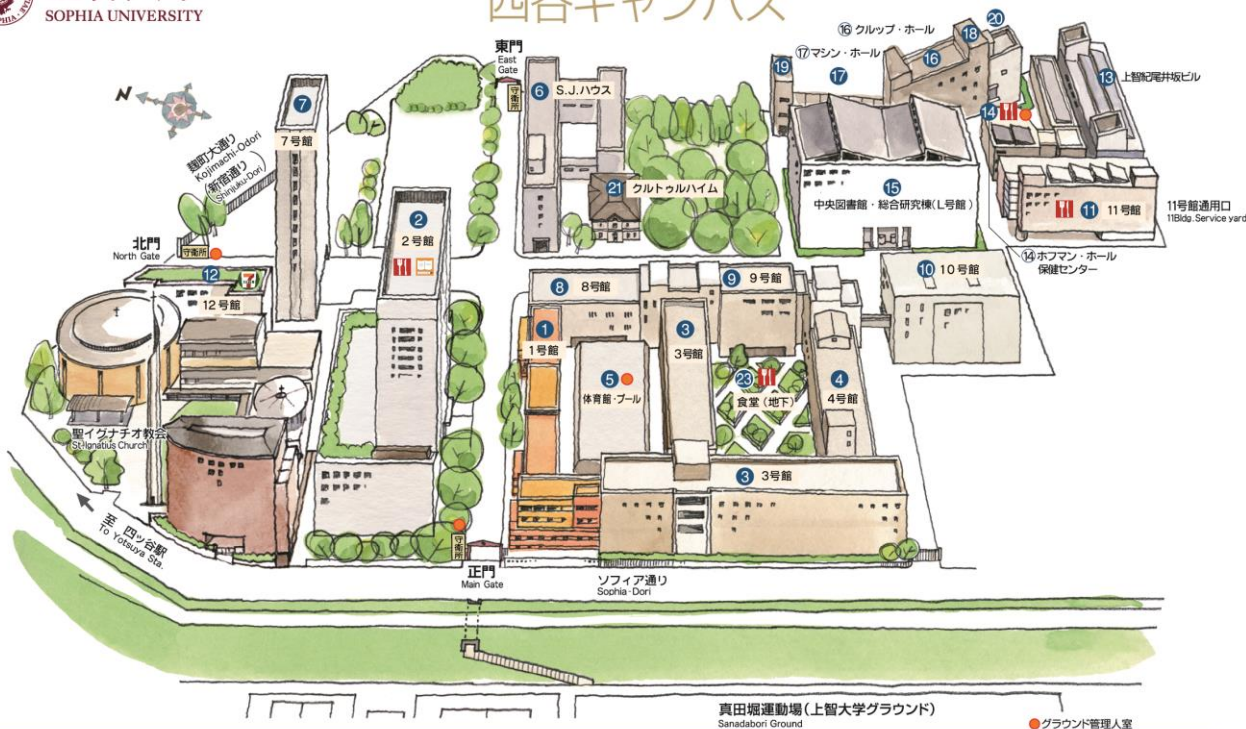 SOPHIA UNIVERSITY
四谷キャンパス
N
東門
East
Gate
守衛所
⑯クルップ・ホール
⑰マシン・ホール
20
18
16
19
17
13
上智紀尾井坂ビル
14
7
7号館
6
S.J.ハウス
麹町大通り
Kojimachi-Odori
(新宿通り)
Shinjuku-Dori
21
クルトゥルハイム
15
中央図書館・総合研究棟(L号館)
11
11号館
11号館通用口
11Bldg. Service yard
⑭ホフマン・ホール
保健センター
2
2号館
北門
North Gate
守衛所
12
7
12号館
8
8号館
9
9号館
10
10号館
1
1号館
3
3号館
5
体育館・プール
23
食堂(地下)
4
4号館
聖イグナチオ教会
St.Ignatius Church
3
3号館
至 四ッ谷駅
To Yotsuya Sta.
守衛所
正門
Main Gate
ソフィア通り
Sophia-Dori
真田堀運動場(上智大学グラウンド)
Sanadabori Ground
グラウンド管理人室